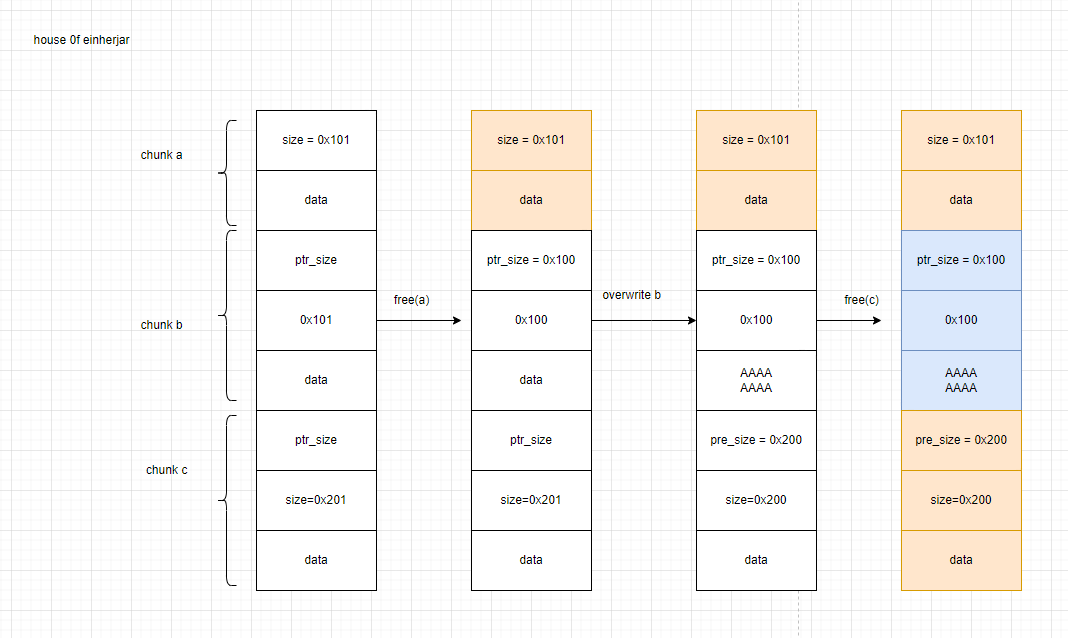 house 0f einherjar
chunk a
size = 0x101
size = 0x101
size = 0x101
size = 0x101
data
data
data
data
chunk b
ptr_size
ptr_size = 0x100
ptr_size = 0x100
ptr_size = 0x100
free(a)
overwrite b
free(c)
0x101
0x100
0x100
0x100
data
data
AAAA
AAAA
AAAA
AAAA
chunk c
ptr_size
ptr_size
pre_size = 0x200
pre_size = 0x200
size=0x201
size=0x201
size=0x200
size=0x200
data
data
data
data